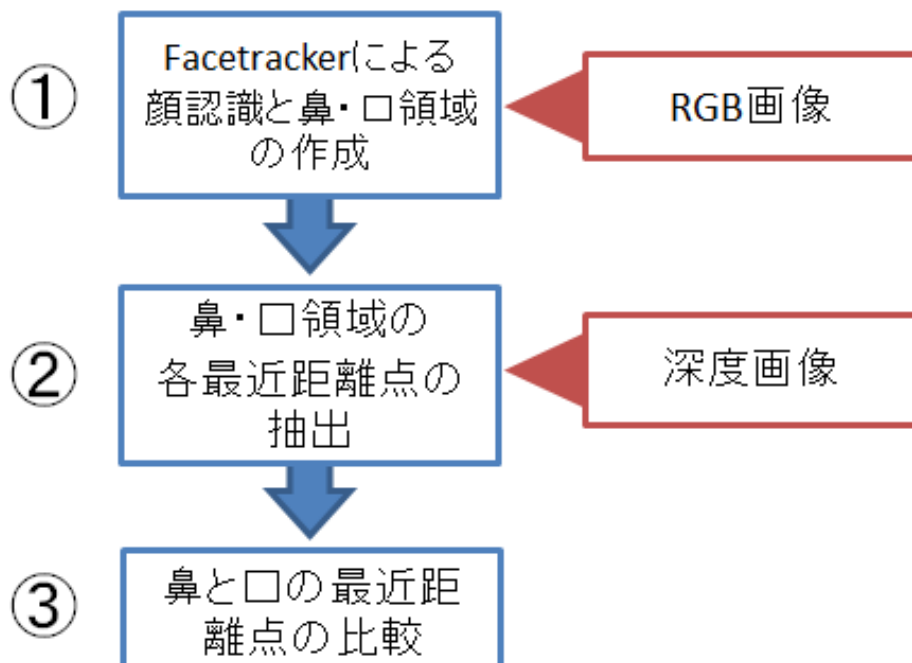 ①
Facetrackerによる
顔認識と鼻・口領域
の作成
RGB画像
②
鼻・口領域の
各最近距離点の
抽出
深度画像
③
鼻と口の最近距
離点の比較